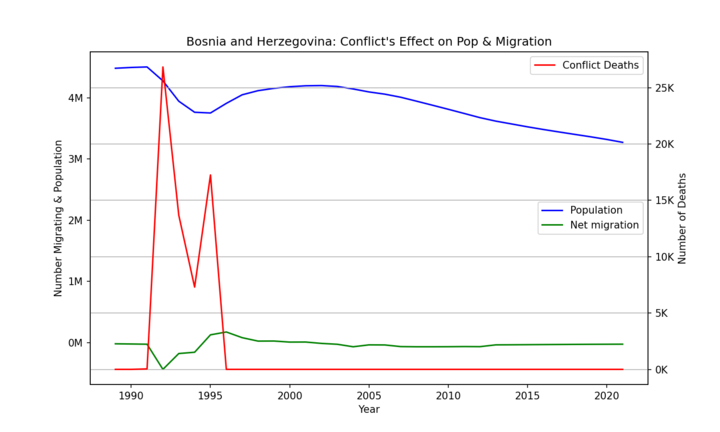 Bosnia and Herzegovina: Conflict's Effect on Pop & Migration
Conflict Deaths
Population
Net migration
Number Migrating & Population
4M
3M
2M
1M
0M
25K
20K
15K
10K
5K
0K
Number of Deaths
1990
1995
2000
2005
2010
2015
2020
Year